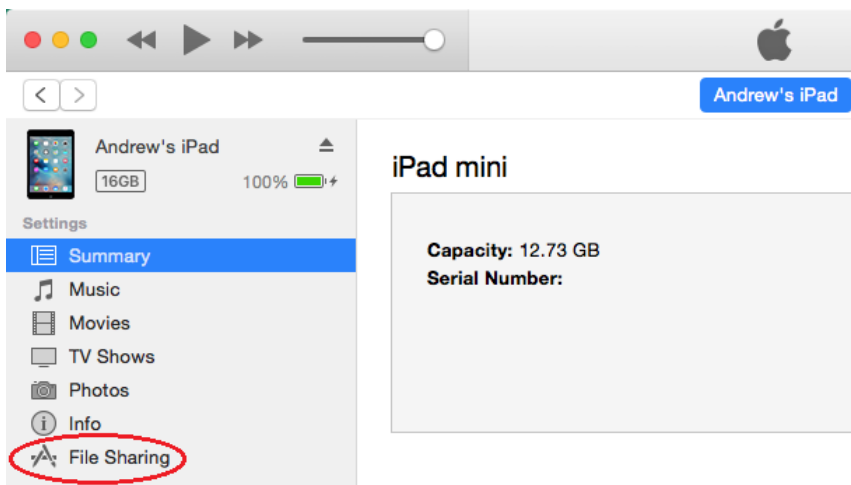 Andrew's iPad
Andrew's iPad
16GB 100%
Settings
Summary
Music
Movies
TV Shows
Photos
Info
File Sharing
iPad mini
Capacity: 12.73 GB
Serial Number: